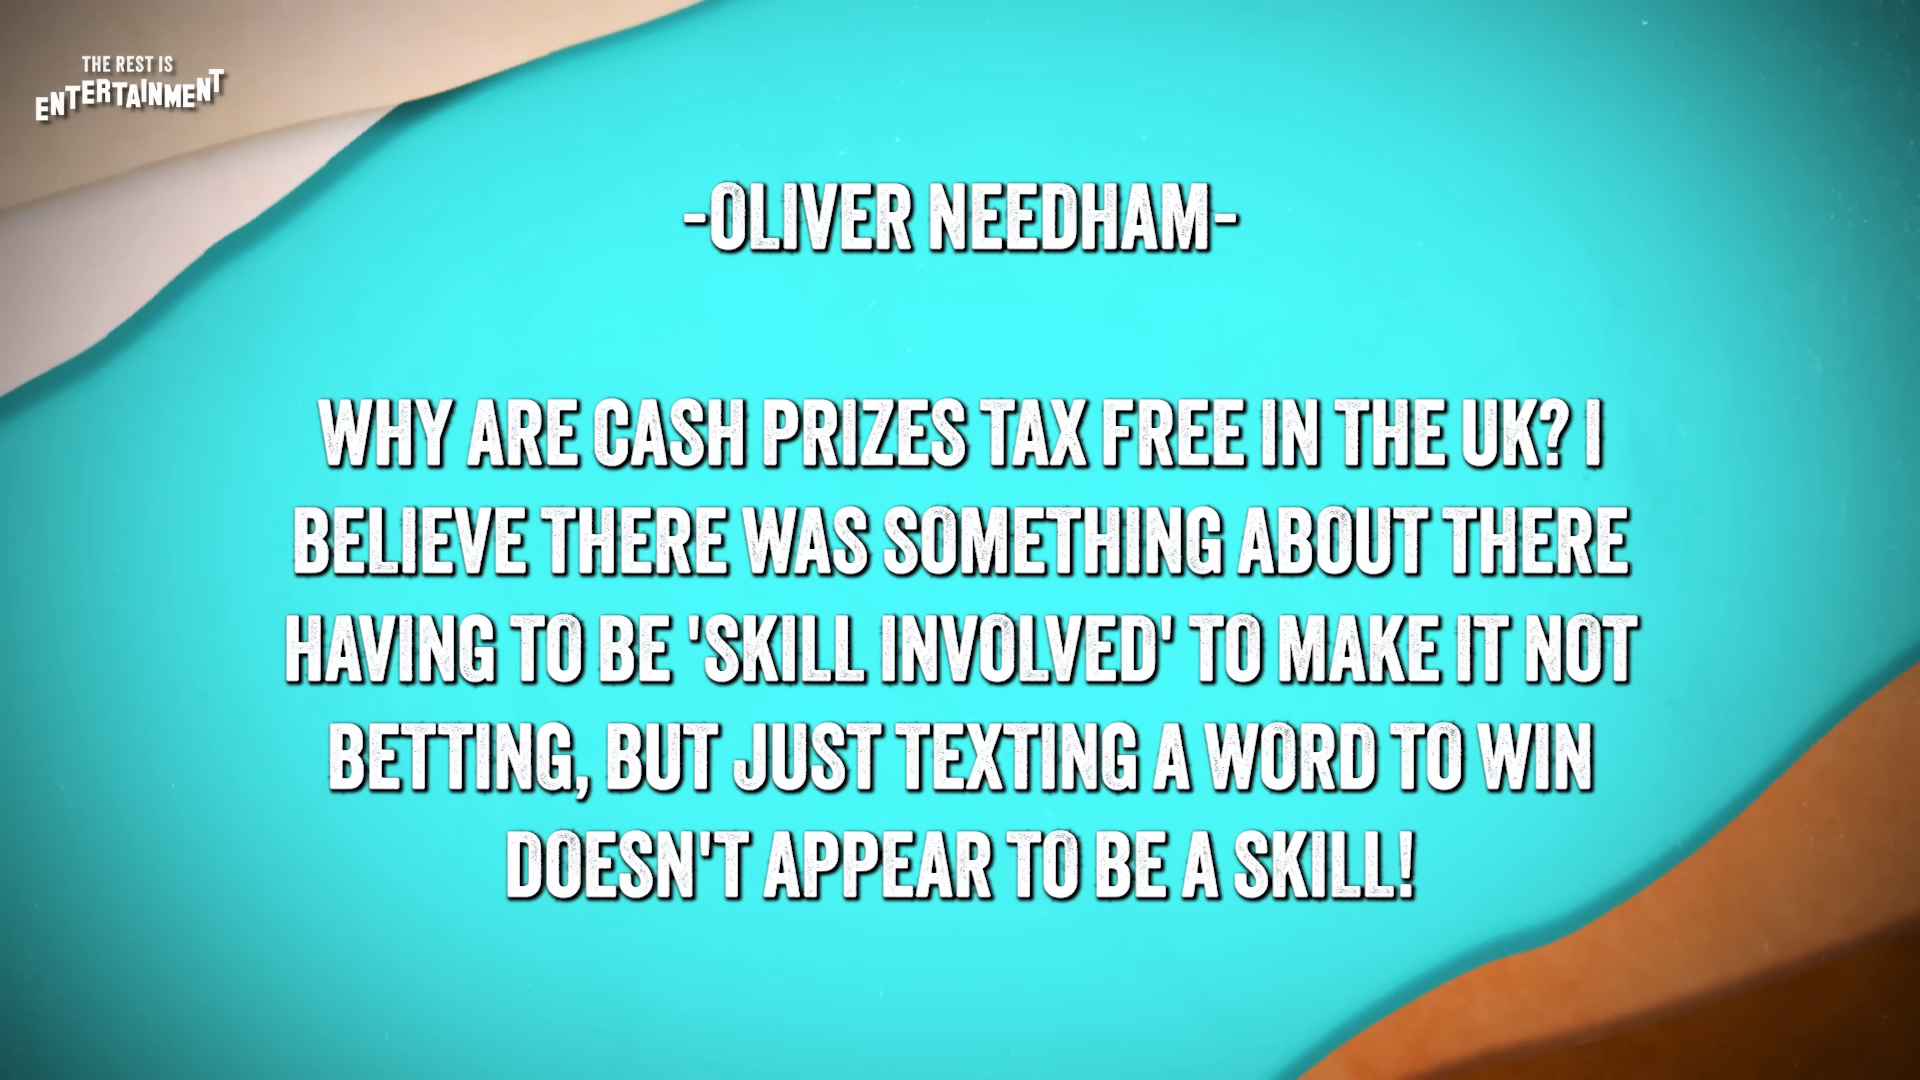 THE REST IS
ENTERTAINMENT
-OLIVER NEEDHAM-
WHY ARE CASH PRIZES TAX FREE IN THE UK? I
BELIEVE THERE WAS SOMETHING ABOUT THERE
HAVING TO BE 'SKILL INVOLVED' TO MAKE IT NOT
BETTING, BUT JUST TEXTING A WORD TO WIN
DOESN'T APPEAR TO BE A SKILL!